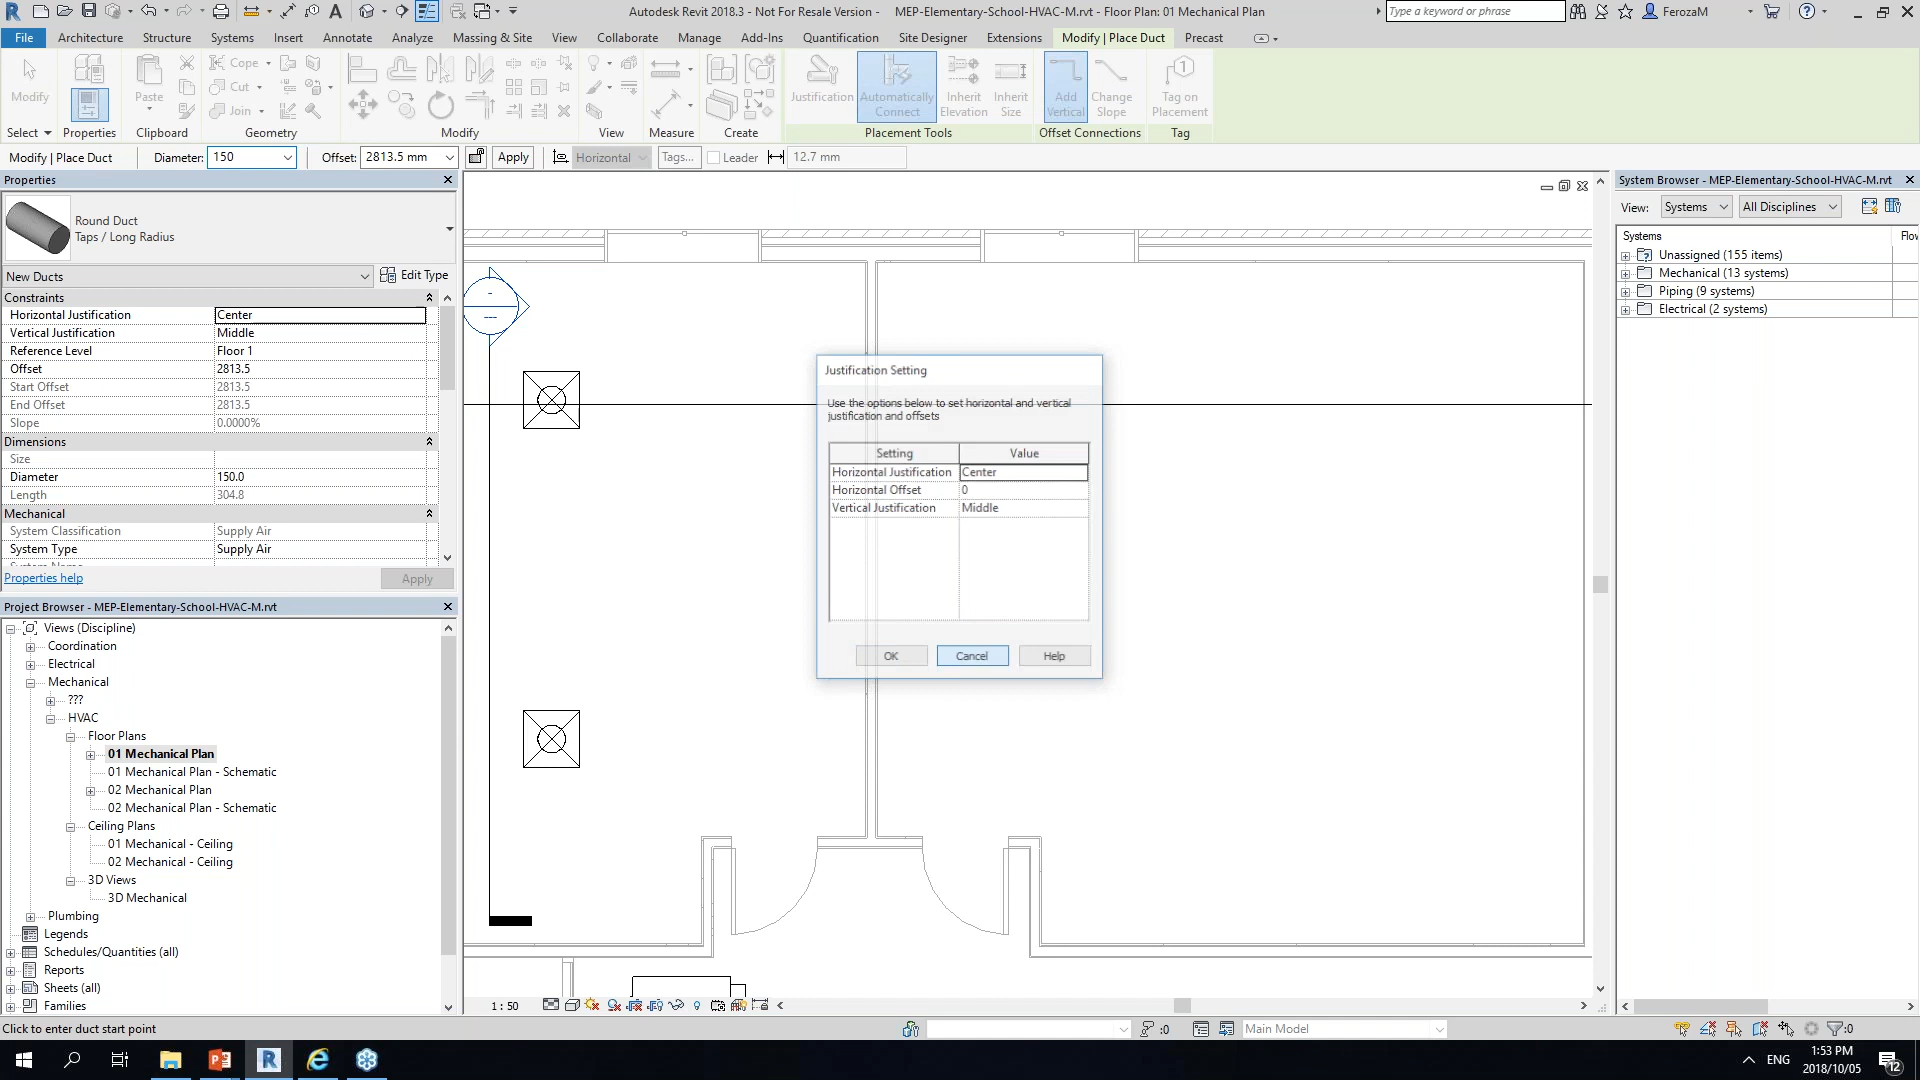 Autodesk Revit 2018.3 - Not For Resale Version - MEP-Elementary-School-HVAC-M.rvt - Floor Plan: 01 Mechanical Plan
Type a keyword or phrase
FerozaM
File Architecture Structure Systems Insert Annotate Analyze Massing & Site View Collaborate Manage Add-Ins Quantification Site Designer Extensions Modify | Place Duct Precast
Modify
Paste
Cope
Cut
Join
Justification
Automatically Connect
Inherit Elevation
Inherit Size
Add Vertical
Change Slope
Tag on Placement
Select Properties Clipboard Geometry Modify View Measure Create Placement Tools Offset Connections Tag
Modify | Place Duct Diameter: 150 Offset: 2813.5 mm Apply Horizontal Tags... Leader 12.7 mm
Properties
Round Duct
Taps / Long Radius
New Ducts Edit Type
Constraints
Horizontal Justification Center
Vertical Justification Middle
Reference Level Floor 1
Offset 2813.5
Start Offset 2813.5
End Offset 2813.5
Slope 0.0000%
Dimensions
Size
Diameter 150.0
Length 304.8
Mechanical
System Classification Supply Air
System Type Supply Air
Properties help Apply
Project Browser - MEP-Elementary-School-HVAC-M.rvt
Views (Discipline)
Coordination
Electrical
Mechanical
???
HVAC
Floor Plans
01 Mechanical Plan
01 Mechanical Plan - Schematic
02 Mechanical Plan
02 Mechanical Plan - Schematic
Ceiling Plans
01 Mechanical - Ceiling
02 Mechanical - Ceiling
3D Views
3D Mechanical
Plumbing
Legends
Schedules/Quantities (all)
Reports
Sheets (all)
Families
Justification Setting
Use the options below to set horizontal and vertical
justification and offsets
Setting Value
Horizontal Justification Center
Horizontal Offset 0
Vertical Justification Middle
OK Cancel Help
System Browser - MEP-Elementary-School-HVAC-M.rvt
View: Systems All Disciplines
Systems Flow
Unassigned (155 items)
Mechanical (13 systems)
Piping (9 systems)
Electrical (2 systems)
1 : 50
Click to enter duct start point
:0
Main Model
:0
ENG
1:53 PM
2018/10/05
12